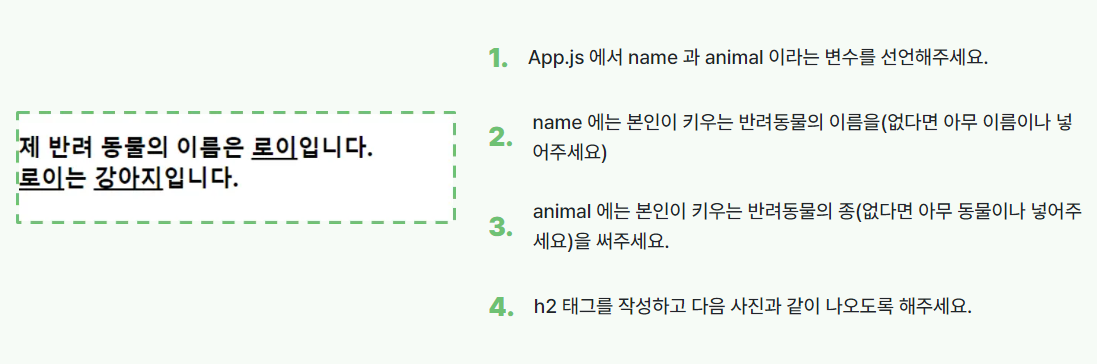 제 반려 동물의 이름은 로이입니다.
로이는 강아지입니다.
1. App.js 에서 name 과 animal 이라는 변수를 선언해주세요.
2. name 에는 본인이 키우는 반려동물의 이름을(없다면 아무 이름이나 넣
어주세요)
3. animal 에는 본인이 키우는 반려동물의 종(없다면 아무 동물이나 넣어주
세요)을 써주세요.
4. h2 태그를 작성하고 다음 사진과 같이 나오도록 해주세요.